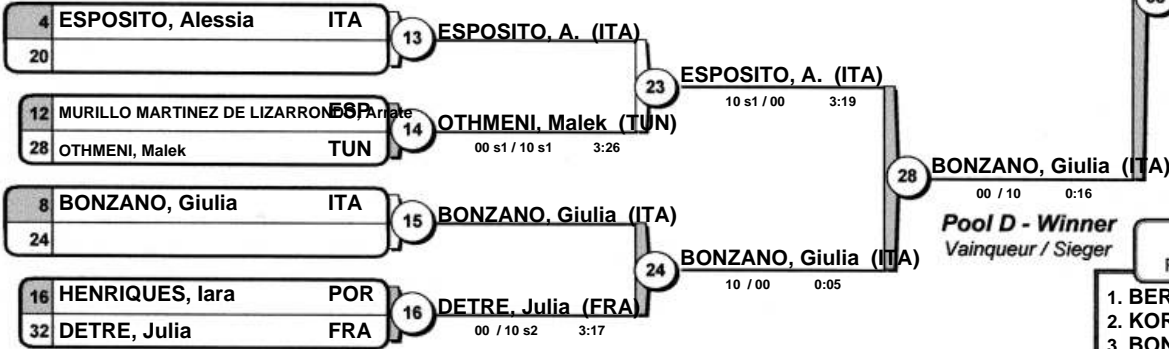 4 ESPOSITO, Alessia ITA
20
13 ESPOSITO, A. (ITA)
12 MURILLO MARTINEZ DE LIZARRONDO, Arrate ESP
28 OTHMENI, Malek TUN
14 OTHMENI, Malek (TUN)
00 s1 / 10 s1 3:26
23 ESPOSITO, A. (ITA)
10 s1 / 00 3:19
8 BONZANO, Giulia ITA
24
15 BONZANO, Giulia (ITA)
16 HENRIQUES, Iara POR
32 DETRE, Julia FRA
16 DETRE, Julia (FRA)
00 / 10 s2 3:17
24 BONZANO, Giulia (ITA)
10 / 00 0:05
28 BONZANO, Giulia (ITA)
00 / 10 0:16
Pool D - Winner
Vainqueur / Sieger
1. BER
2. KOR
3. BON